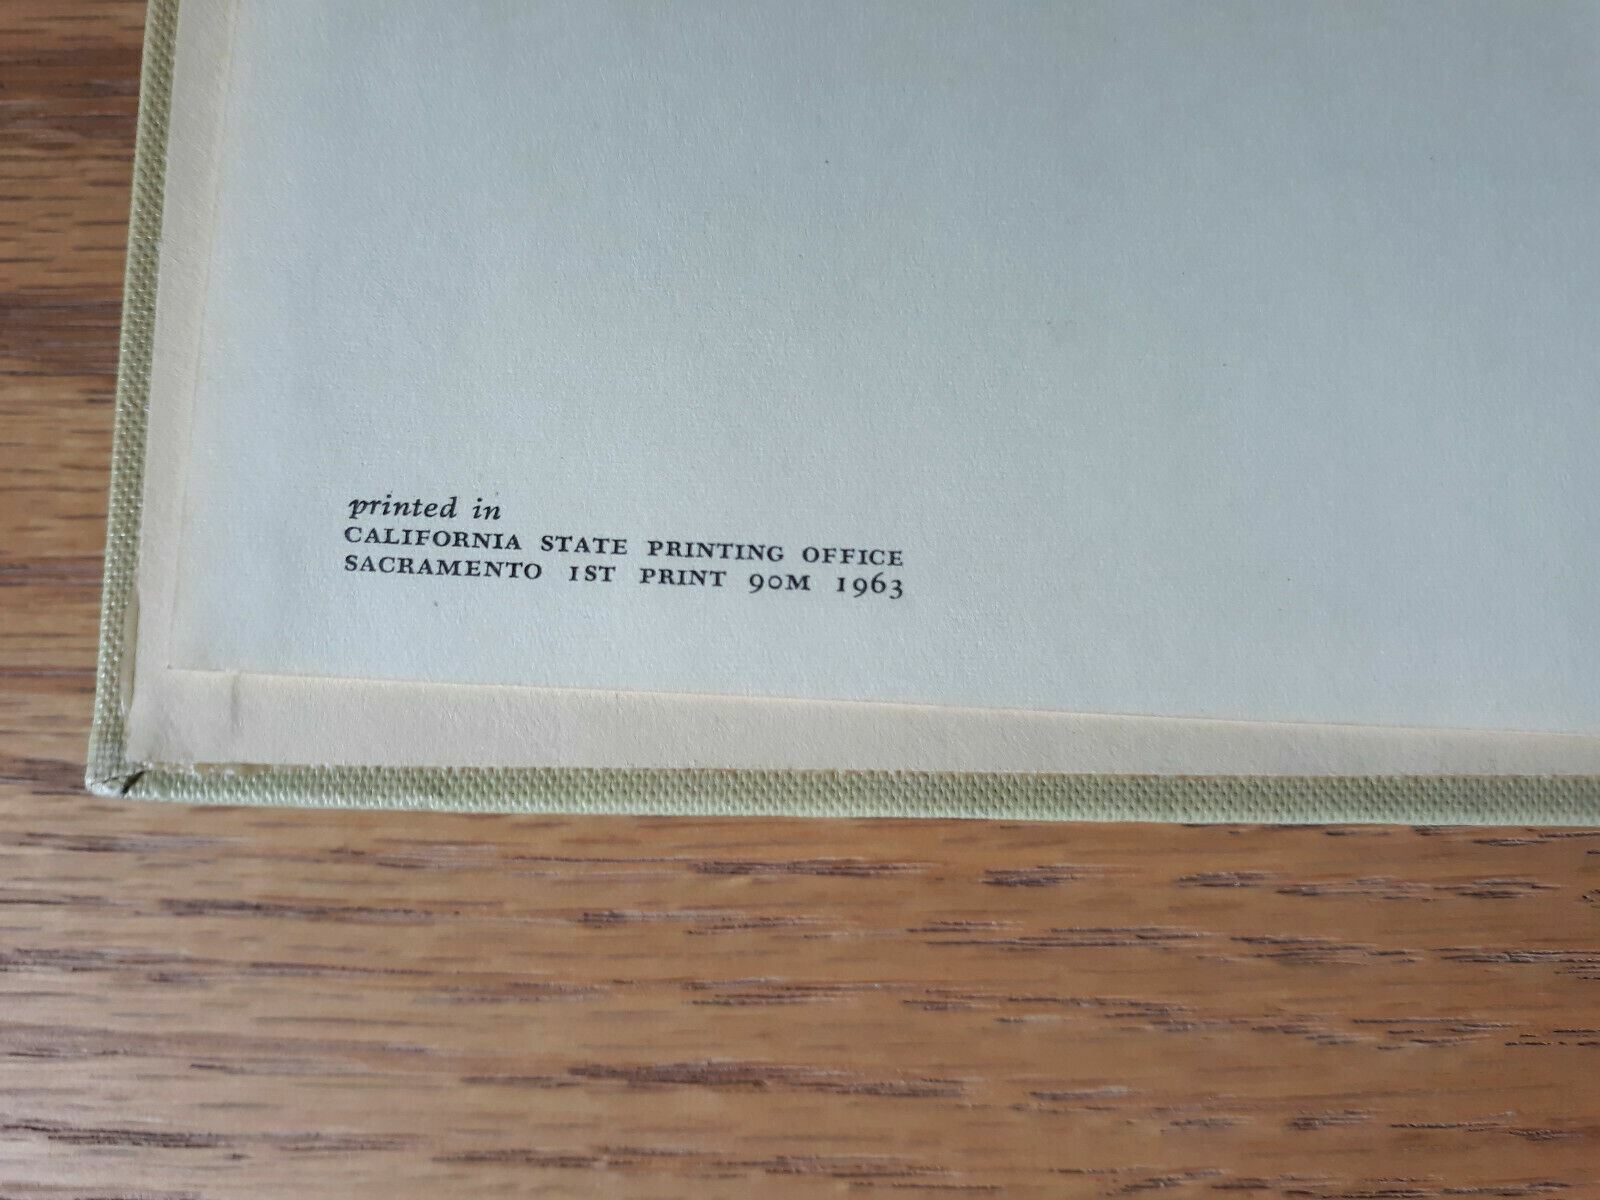 printed in
CALIFORNIA STATE PRINTING OFFICE
SACRAMENTO 1ST PRINT 90M 1963